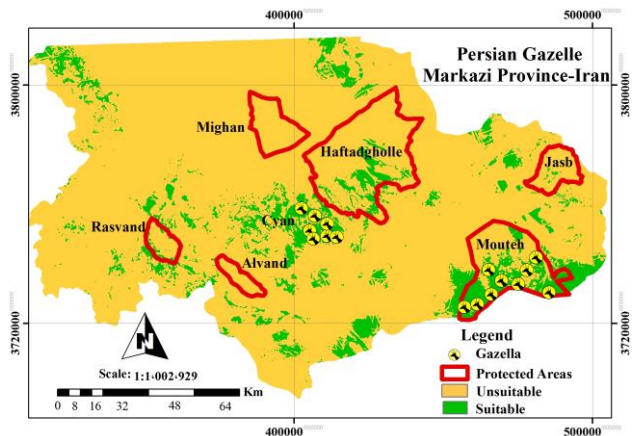 400000
500000
Persian Gazelle
Markazi Province-Iran
3800000
3800000
Mighan
Haftadgholle
Jasb
Rasvand
Cyan
Mouteh
Alvand
3720000
3720000
N
Scale: 1:1·002·929
Km
0 8 16 32 48 64
Legend
Gazella
Protected Areas
Unsuitable
Suitable
400000
500000